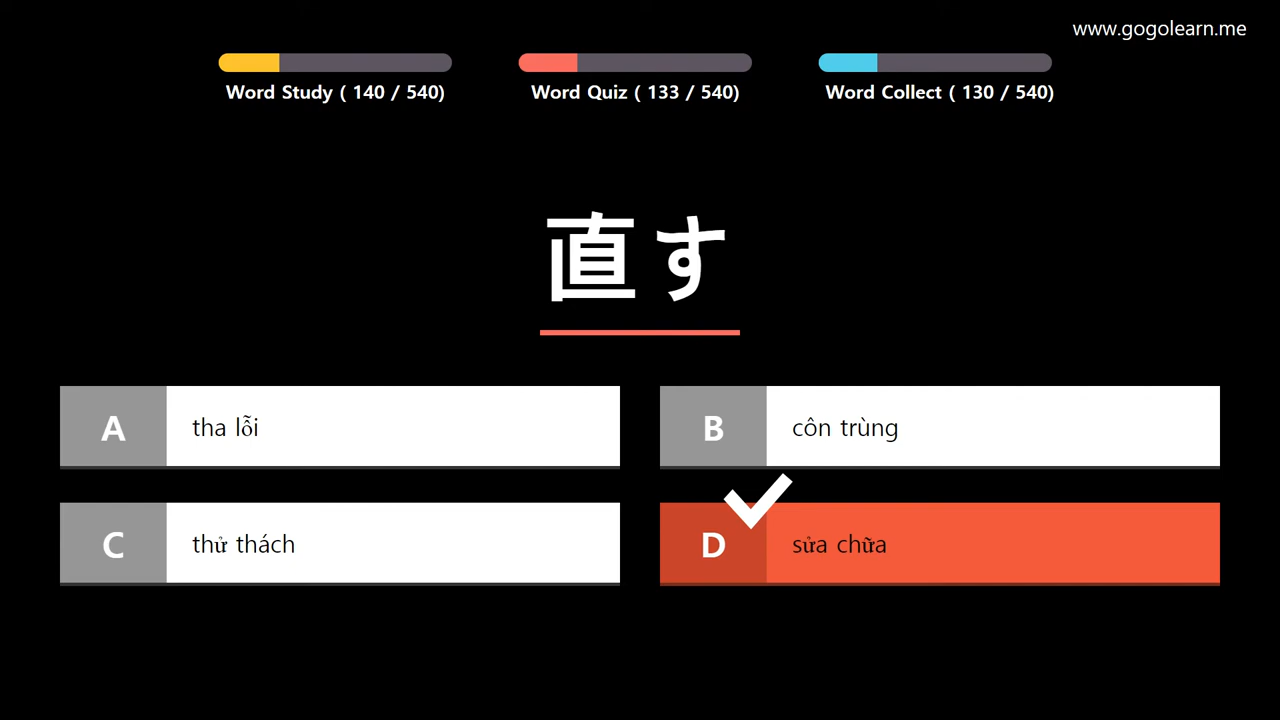 www.gogolearn.me
Word Study ( 140 / 540)
Word Quiz ( 133 / 540)
Word Collect ( 130 / 540)
直す
A
tha lỗi
B
côn trùng
C
thử thách
D
sửa chữa